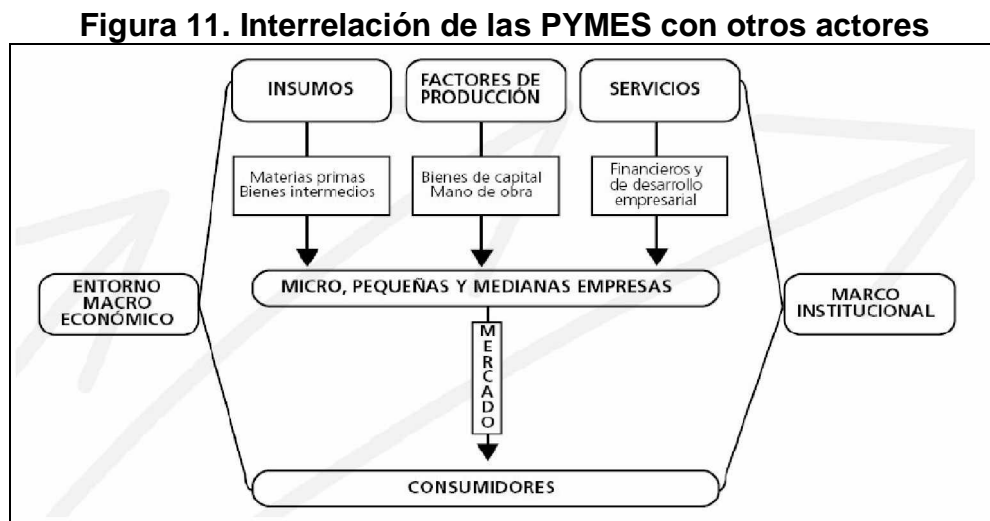 Figura 11. Interrelación de las PYMES con otros actores
INSUMOS
FACTORES DE
PRODUCCIÓN
SERVICIOS
Materias primas
Bienes intermedios
Bienes de capital
Mano de obra
Financieros y
de desarrollo
empresarial
ENTORNO
MACRO
ECONÓMICO
MICRO, PEQUEÑAS Y MEDIANAS EMPRESAS
MARCO
INSTITUCIONAL
MERCADO
CONSUMIDORES